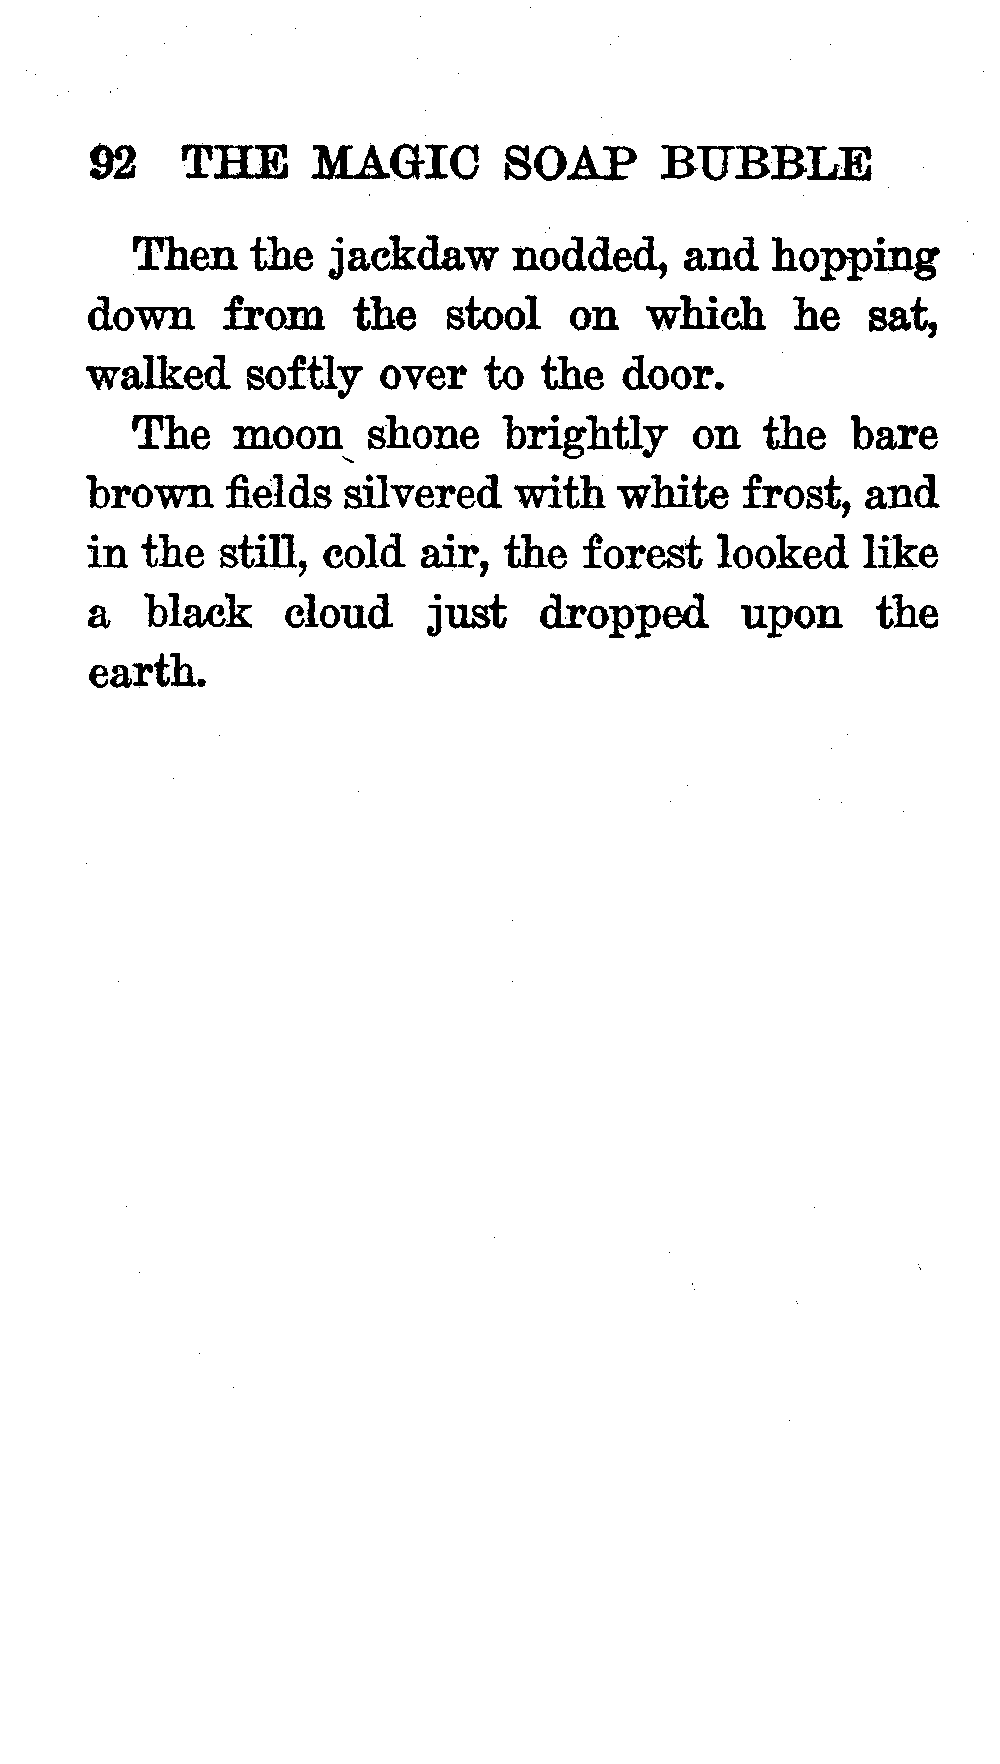 92 THE MAGIC SOAP BUBBLE
Then the jackdaw nodded, and hopping
down from the stool on which he sat,
walked softly over to the door.
The moon shone brightly on the bare
brown fields silvered with white frost, and
in the still, cold air, the forest looked like
a black cloud just dropped upon the
earth.